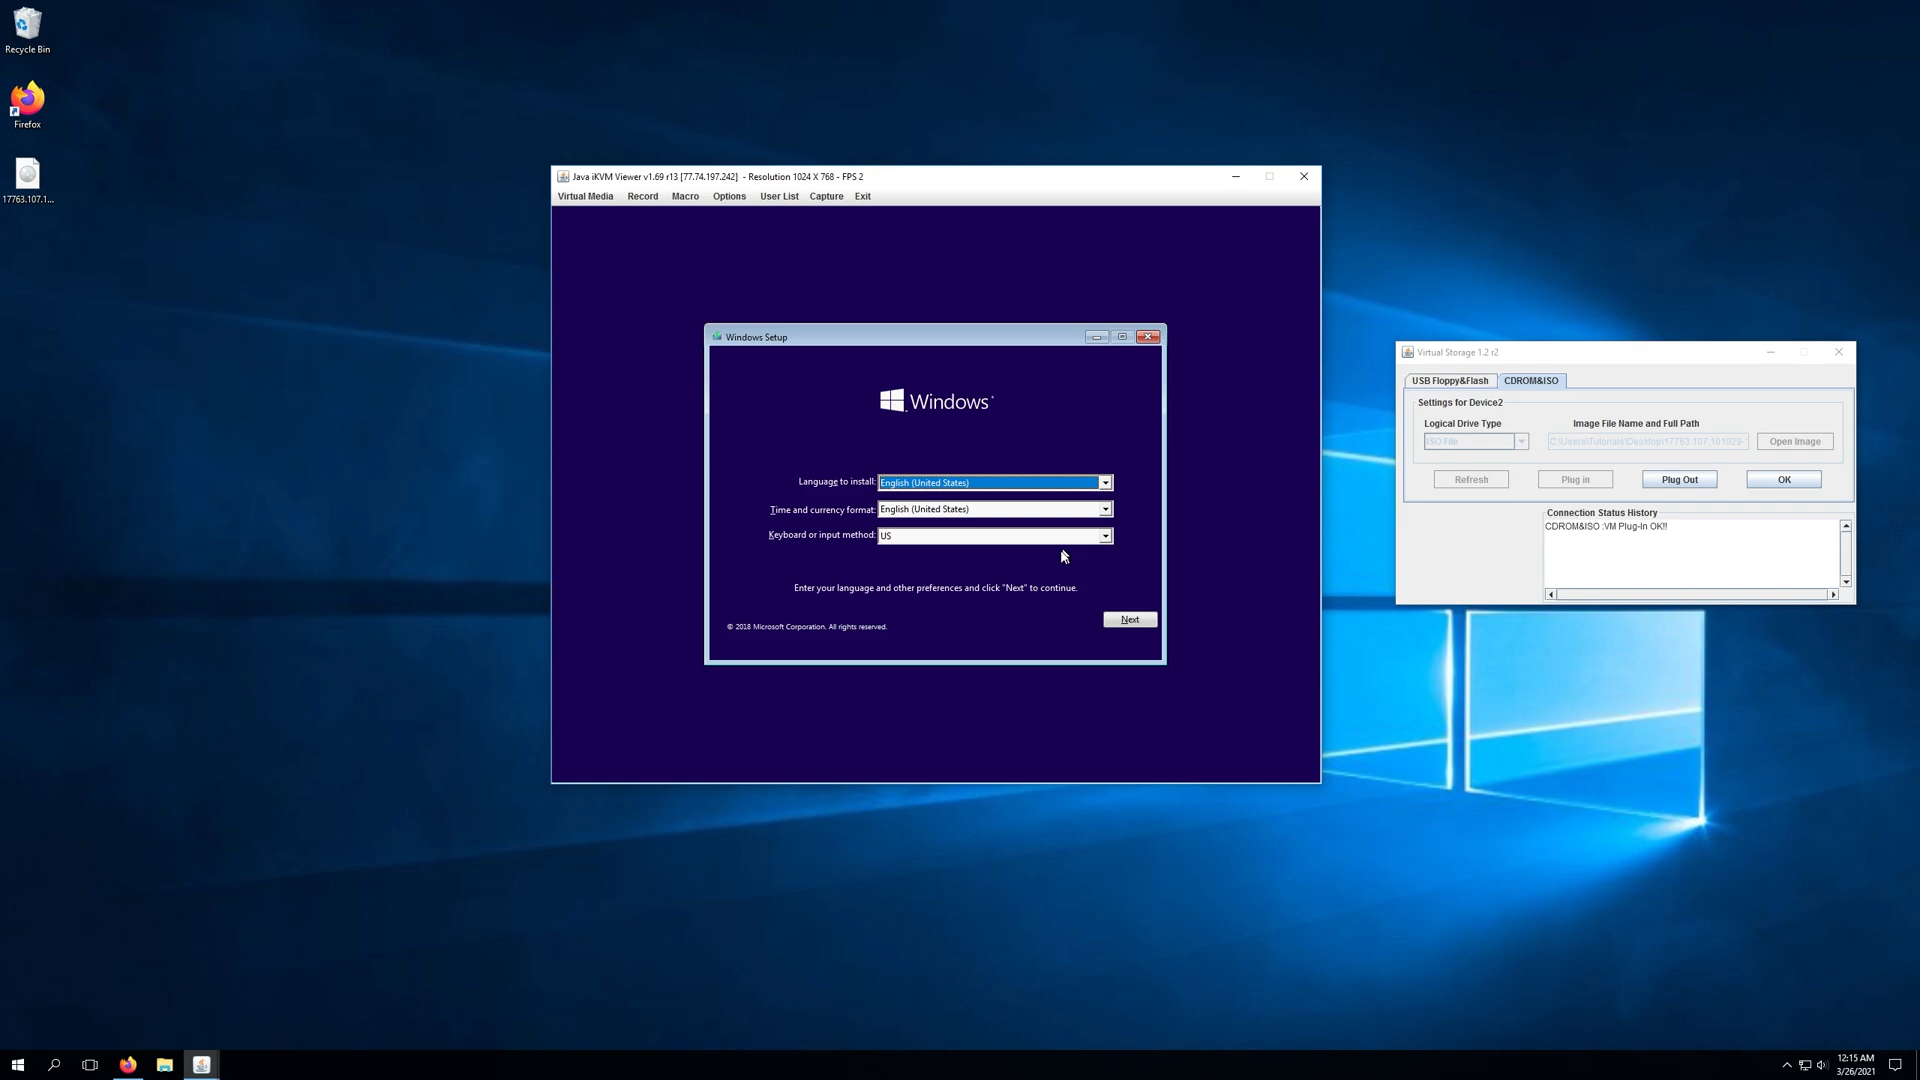 Recycle Bin
Firefox
17763.107.1...
Java iKVM Viewer v1.69 r13 [77.74.197.242] - Resolution 1024 X 768 - FPS 2
Virtual Media Record Macro Options User List Capture Exit
Windows Setup
Windows
Language to install: English (United States)
Time and currency format: English (United States)
Keyboard or input method: US
Enter your language and other preferences and click "Next" to continue.
Next
© 2018 Microsoft Corporation. All rights reserved.
Virtual Storage 1.2 r2
USB Floppy&Flash CDROM&ISO
Settings for Device2
Logical Drive Type Image File Name and Full Path
ISO File C:\Users\Tutorials\Desktop\17763.107.101029- Open Image
Refresh Plug in Plug Out OK
Connection Status History
CDROM&ISO :VM Plug-In OK!!
12:15 AM
3/26/2021